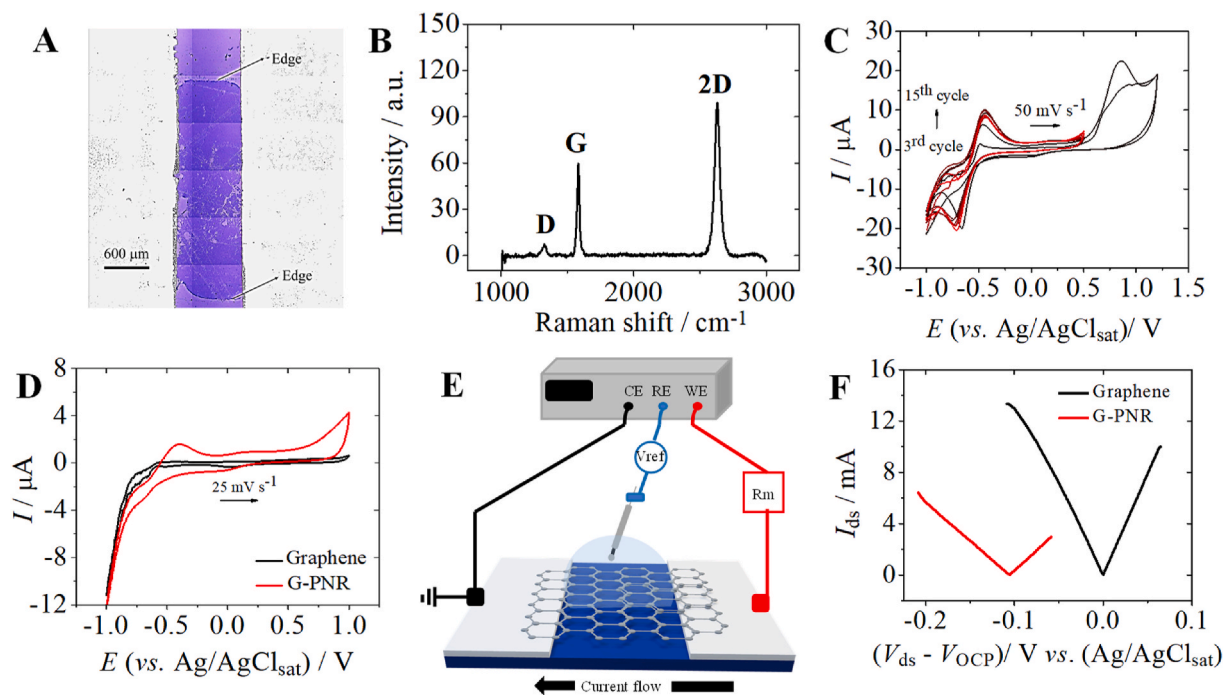 A
Edge
600 µm
Edge
B
150
120
90
60
30
0
Intensity / a.u.
D
G
2D
1000
2000
3000
Raman shift / cm⁻¹
C
30
20
10
0
-10
-20
-30
I / µA
15th cycle
3rd cycle
50 mV s⁻¹
-1.0
-0.5
0.0
0.5
1.0
1.5
E (vs. Ag/AgClsat)/ V
D
8
4
0
-4
-8
-12
I / µA
25 mV s⁻¹
Graphene
G-PNR
-1.0
-0.5
0.0
0.5
1.0
E (vs. Ag/AgClsat) / V
E
CE RE WE
Vref
Rm
Current flow
F
16
12
8
4
0
Ids / mA
Graphene
G-PNR
-0.2
-0.1
0.0
0.1
(Vds - VOCP)/ V vs. (Ag/AgClsat)